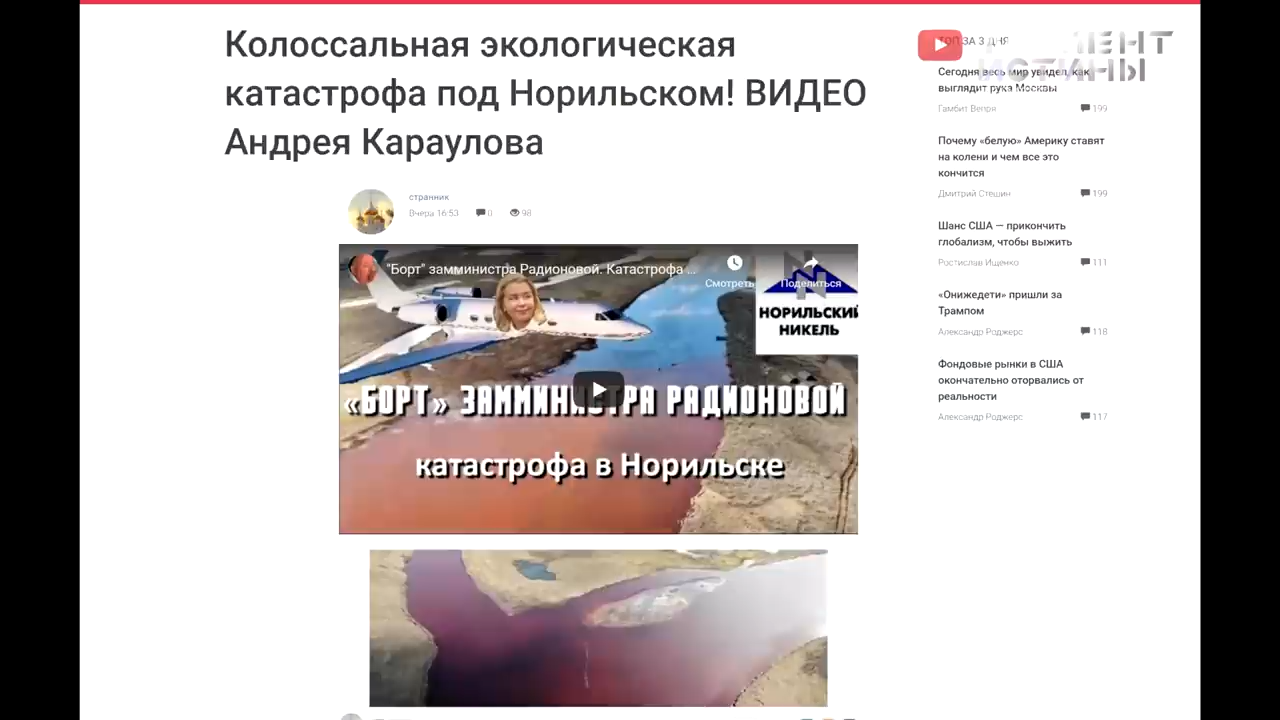 Колоссальная экологическая
катастрофа под Норильском! ВИДЕО
Андрея Караулова
странник
Вчера 16:53
0
98
"Борт" замминистра Радионовой. Катастрофа ...
Смотреть
Поделиться
НОРИЛЬСКИЙ
НИКЕЛЬ
«БОРТ» ЗАММИНИСТРА РАДИОНОВОЙ
катастрофа в Норильске
ТОП ЗА 3 ДНЯ
ИСТИНЫ
Сегодня весь мир увидел, как
выглядит рука Москвы
Гамбит Вепря
199
Почему «белую» Америку ставят
на колени и чем все это
кончится
Дмитрий Стешин
199
Шанс США — прикончить
глобализм, чтобы выжить
Ростислав Ищенко
111
«Онижедети» пришли за
Трампом
Александр Роджерс
118
Фондовые рынки в США
окончательно оторвались от
реальности
Александр Роджерс
117